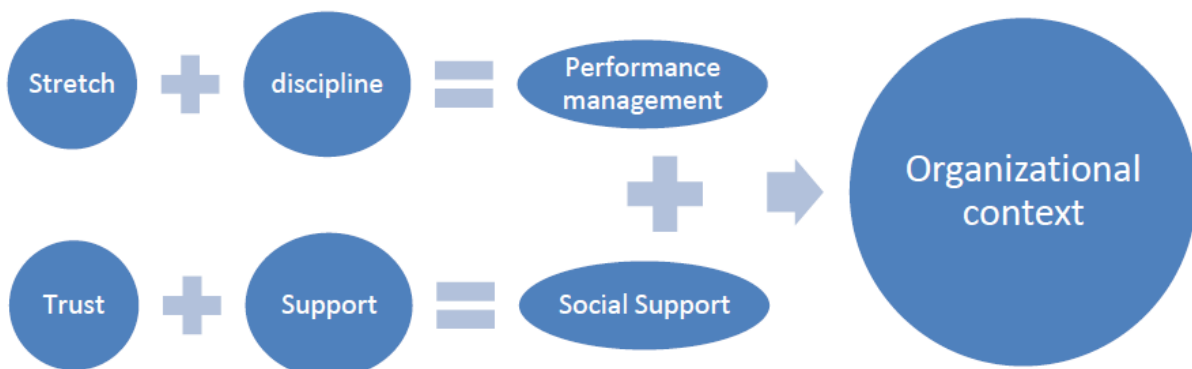 Stretch
discipline
Performance
management
Organizational
context
Trust
Support
Social Support